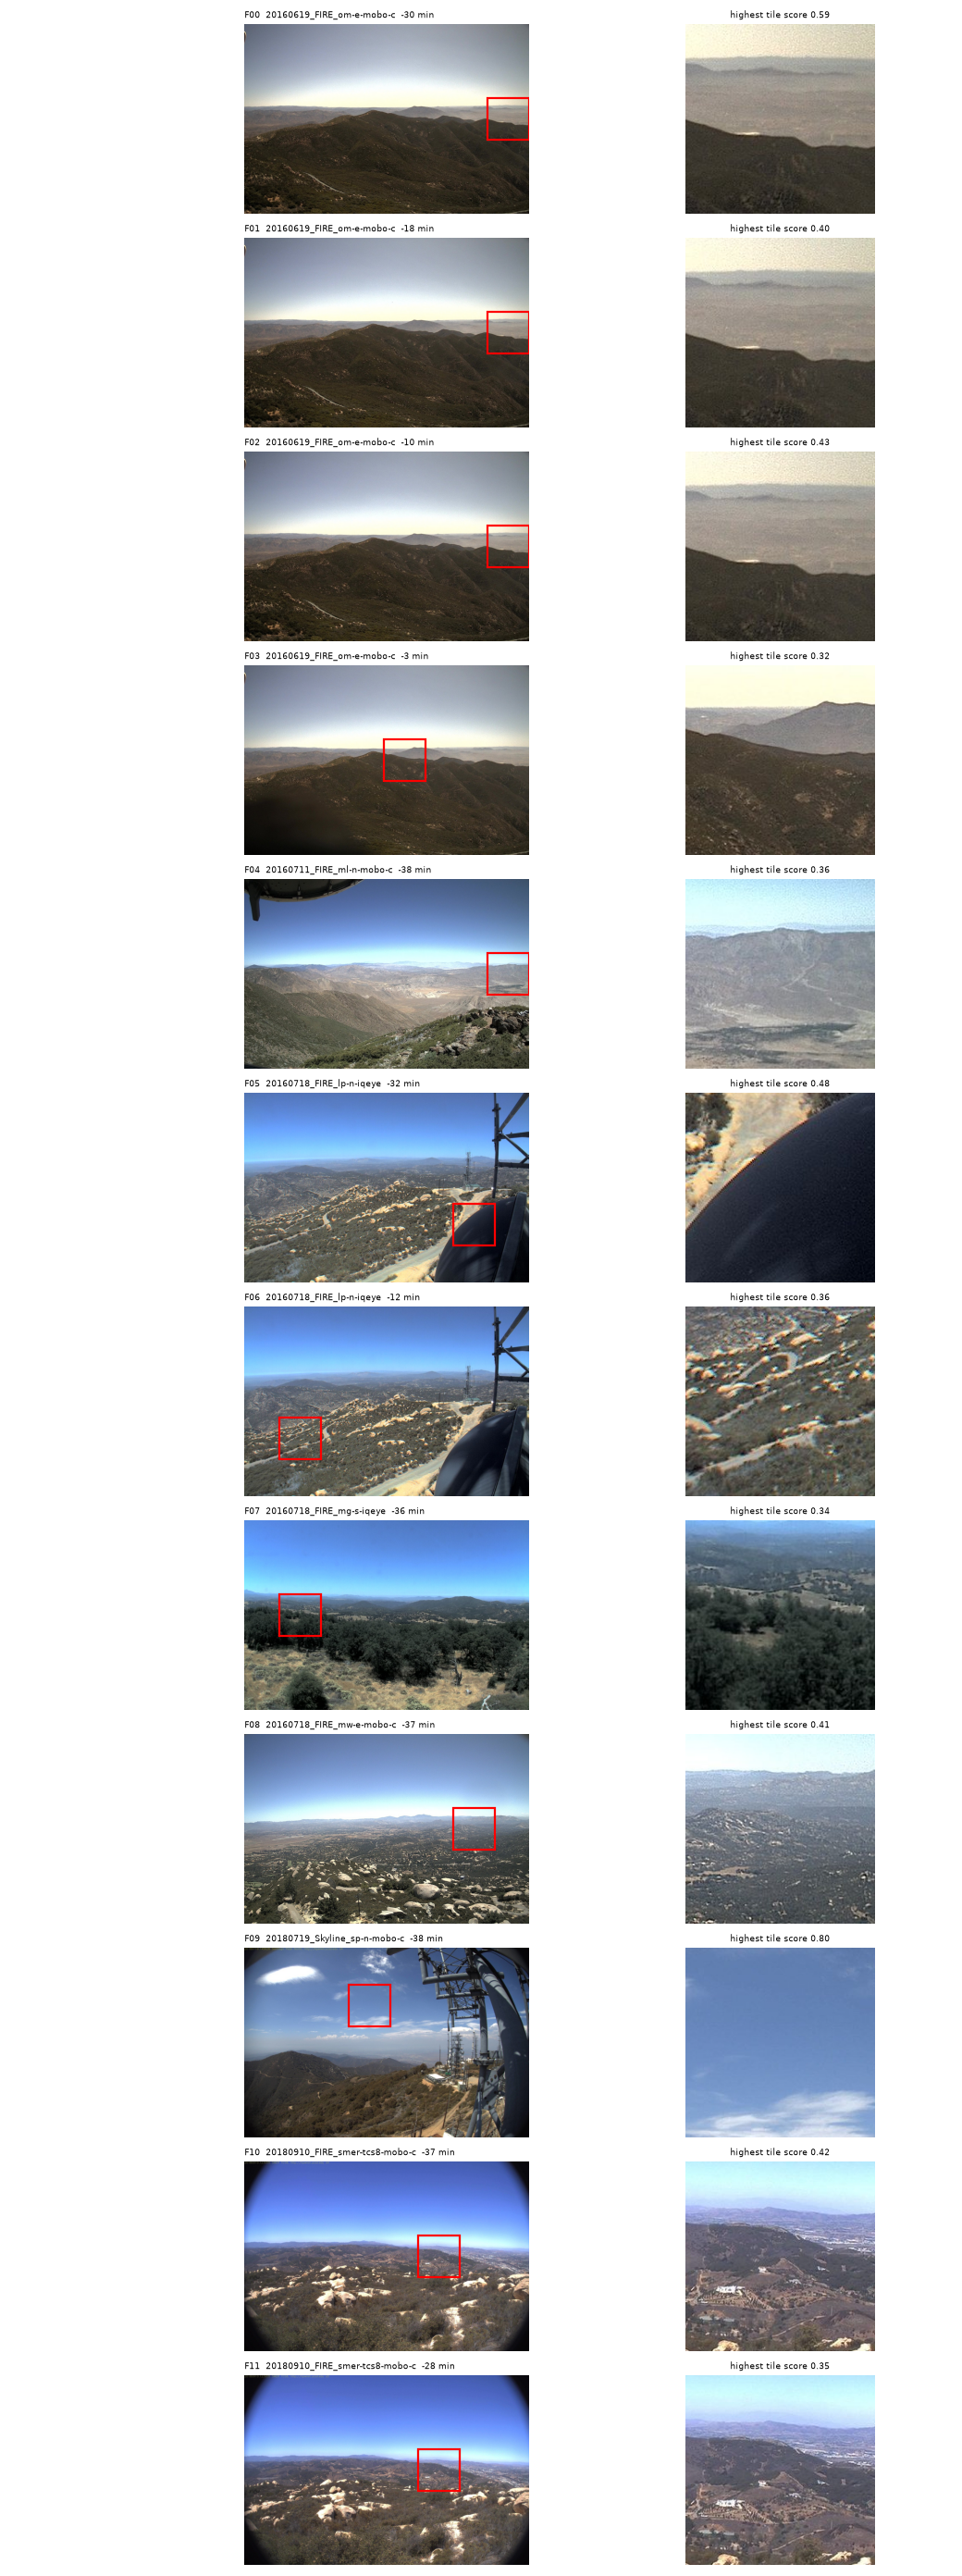 F00  20160619_FIRE_om-e-mobo-c  -30 min
highest tile score 0.59
F01  20160619_FIRE_om-e-mobo-c  -18 min
highest tile score 0.40
F02  20160619_FIRE_om-e-mobo-c  -10 min
highest tile score 0.43
F03  20160619_FIRE_om-e-mobo-c  -3 min
highest tile score 0.32
F04  20160711_FIRE_ml-n-mobo-c  -38 min
highest tile score 0.36
F05  20160718_FIRE_lp-n-iqeye  -32 min
highest tile score 0.48
F06  20160718_FIRE_lp-n-iqeye  -12 min
highest tile score 0.36
F07  20160718_FIRE_mg-s-iqeye  -36 min
highest tile score 0.34
F08  20160718_FIRE_mw-e-mobo-c  -37 min
highest tile score 0.41
F09  20180719_Skyline_sp-n-mobo-c  -38 min
highest tile score 0.80
F10  20180910_FIRE_smer-tcs8-mobo-c  -37 min
highest tile score 0.42
F11  20180910_FIRE_smer-tcs8-mobo-c  -28 min
highest tile score 0.35